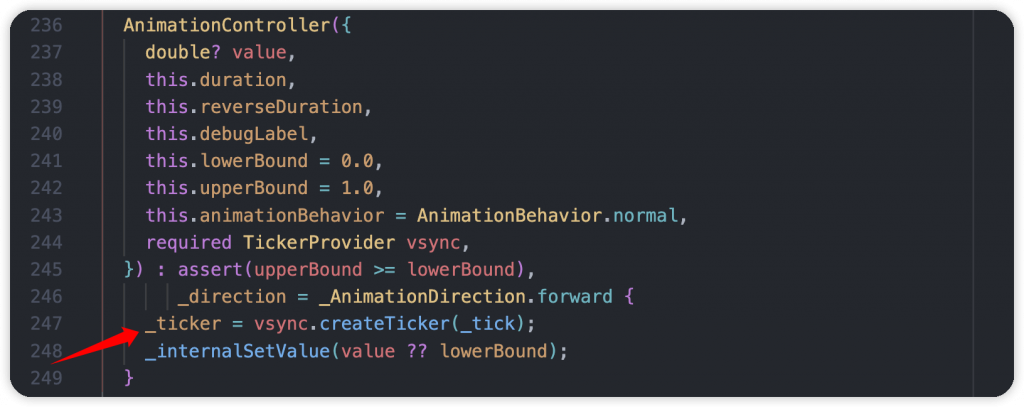 236 AnimationController({
237 double? value,
238 this.duration,
239 this.reverseDuration,
240 this.debugLabel,
241 this.lowerBound = 0.0,
242 this.upperBound = 1.0,
243 this.animationBehavior = AnimationBehavior.normal,
244 required TickerProvider vsync,
245 }) : assert(upperBound >= lowerBound),
246 _direction = _AnimationDirection.forward {
247 _ticker = vsync.createTicker(_tick);
248 _internalSetValue(value ?? lowerBound);
249 }